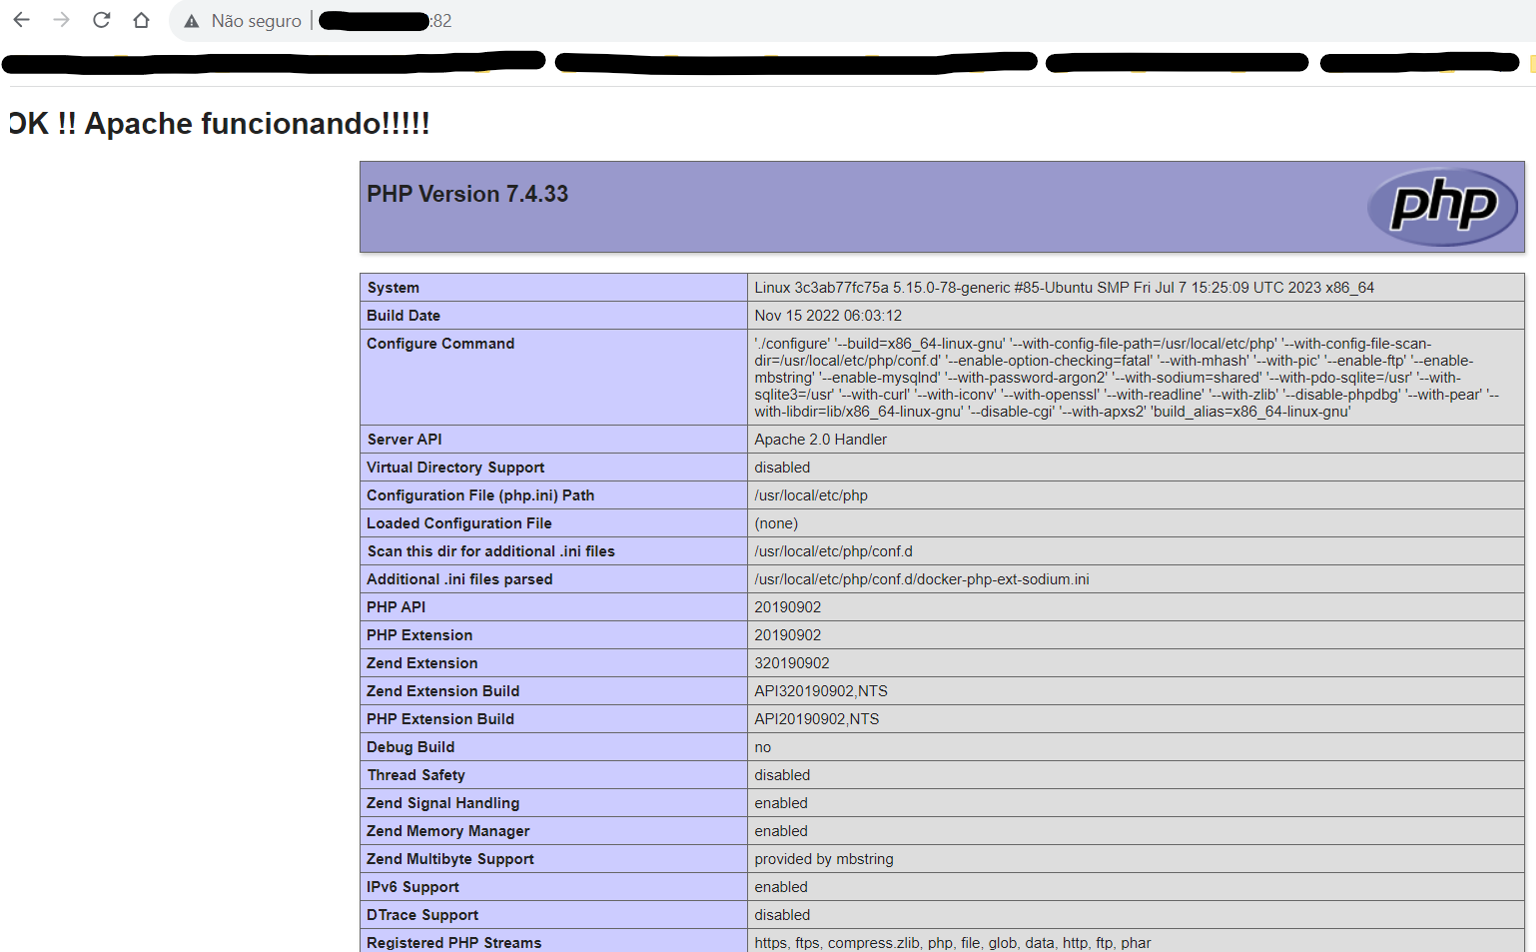 Não seguro :82
OK !! Apache funcionando!!!!!
PHP Version 7.4.33
php
System Linux 3c3ab77fc75a 5.15.0-78-generic #85-Ubuntu SMP Fri Jul 7 15:25:09 UTC 2023 x86_64
Build Date Nov 15 2022 06:03:12
Configure Command './configure' '--build=x86_64-linux-gnu' '--with-config-file-path=/usr/local/etc/php' '--with-config-file-scan-
dir=/usr/local/etc/php/conf.d' '--enable-option-checking=fatal' '--with-mhash' '--with-pic' '--enable-ftp' '--enable-
mbstring' '--enable-mysqlnd' '--with-password-argon2' '--with-sodium=shared' '--with-pdo-sqlite=/usr' '--with-
sqlite3=/usr' '--with-curl' '--with-iconv' '--with-openssl' '--with-readline' '--with-zlib' '--disable-phpdbg' '--with-pear' '--
with-libdir=lib/x86_64-linux-gnu' '--disable-cgi' '--with-apxs2' 'build_alias=x86_64-linux-gnu'
Server API Apache 2.0 Handler
Virtual Directory Support disabled
Configuration File (php.ini) Path /usr/local/etc/php
Loaded Configuration File (none)
Scan this dir for additional .ini files /usr/local/etc/php/conf.d
Additional .ini files parsed /usr/local/etc/php/conf.d/docker-php-ext-sodium.ini
PHP API 20190902
PHP Extension 20190902
Zend Extension 320190902
Zend Extension Build API320190902,NTS
PHP Extension Build API20190902,NTS
Debug Build no
Thread Safety disabled
Zend Signal Handling enabled
Zend Memory Manager enabled
Zend Multibyte Support provided by mbstring
IPv6 Support enabled
DTrace Support disabled
Registered PHP Streams https, ftps, compress.zlib, php, file, glob, data, http, ftp, phar